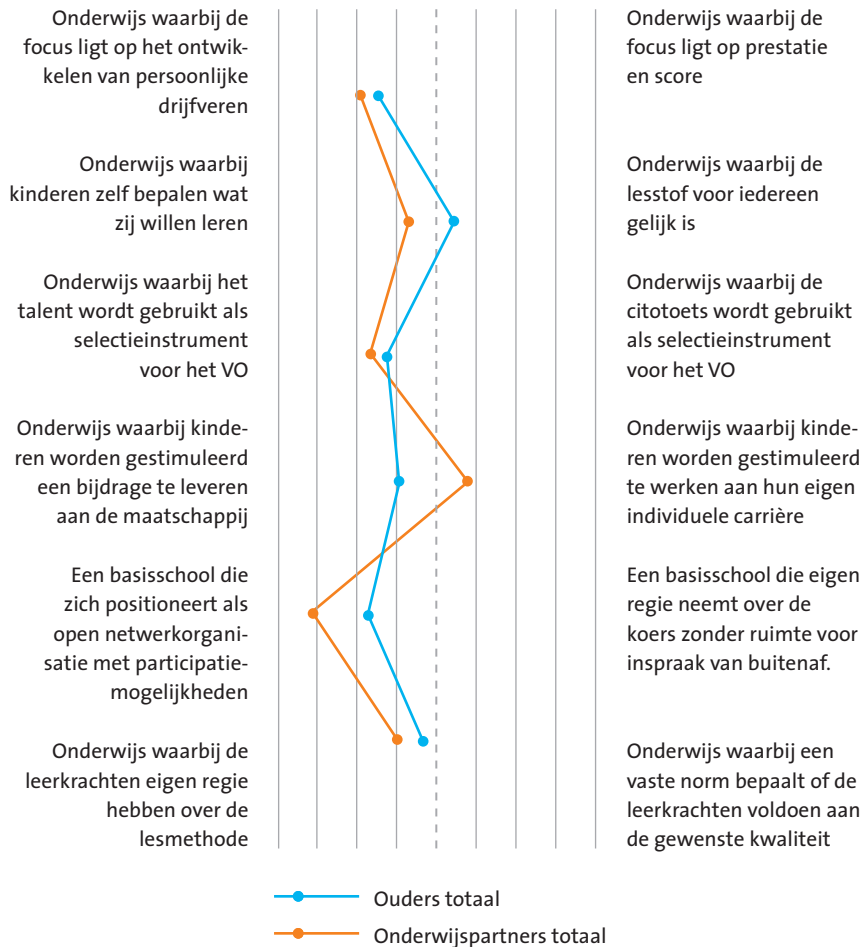 Onderwijs waarbij de
focus ligt op het ontwik-
kelen van persoonlijke
drijfveren
Onderwijs waarbij de
focus ligt op prestatie
en score
Onderwijs waarbij
kinderen zelf bepalen wat
zij willen leren
Onderwijs waarbij de
lesstof voor iedereen
gelijk is
Onderwijs waarbij het
talent wordt gebruikt als
selectieinstrument
voor het VO
Onderwijs waarbij de
citotoets wordt gebruikt
als selectieinstrument
voor het VO
Onderwijs waarbij kinde-
ren worden gestimuleerd
een bijdrage te leveren
aan de maatschappij
Onderwijs waarbij kinde-
ren worden gestimuleerd
te werken aan hun eigen
individuele carrière
Een basisschool die
zich positioneert als
open netwerkorgani-
satie met participatie-
mogelijkheden
Een basisschool die eigen
regie neemt over de
koers zonder ruimte voor
inspraak van buitenaf.
Onderwijs waarbij de
leerkrachten eigen regie
hebben over de
lesmethode
Onderwijs waarbij een
vaste norm bepaalt of de
leerkrachten voldoen aan
de gewenste kwaliteit
Ouders totaal
Onderwijspartners totaal